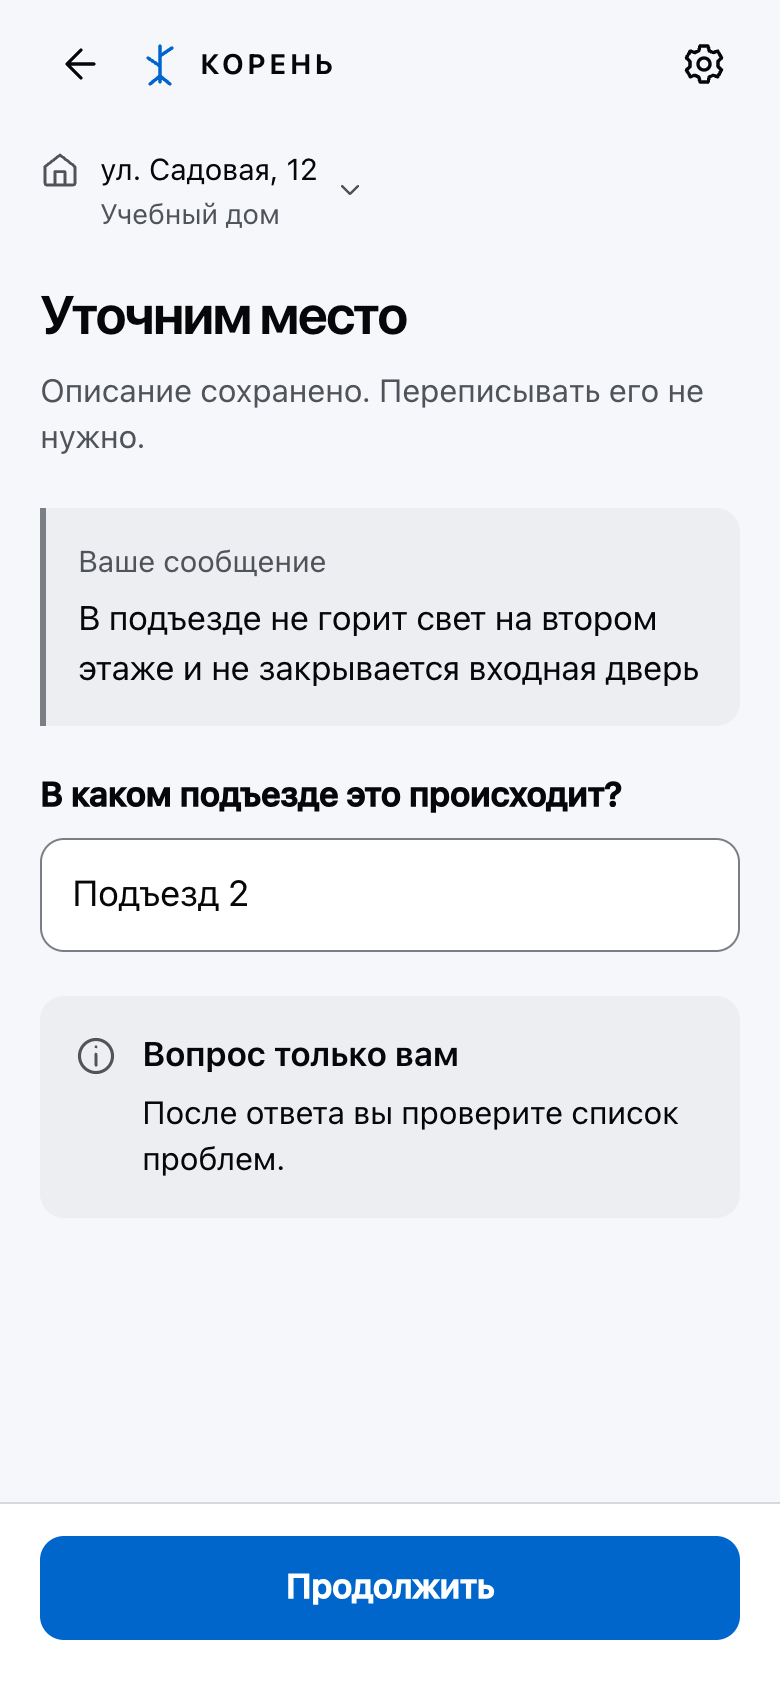 КОРЕНЬ
ул. Садовая, 12
Учебный дом
Уточним место
Описание сохранено. Переписывать его не
нужно.
Ваше сообщение
В подъезде не горит свет на втором
этаже и не закрывается входная дверь
В каком подъезде это происходит?
Подъезд 2
Вопрос только вам
После ответа вы проверите список
проблем.
Продолжить